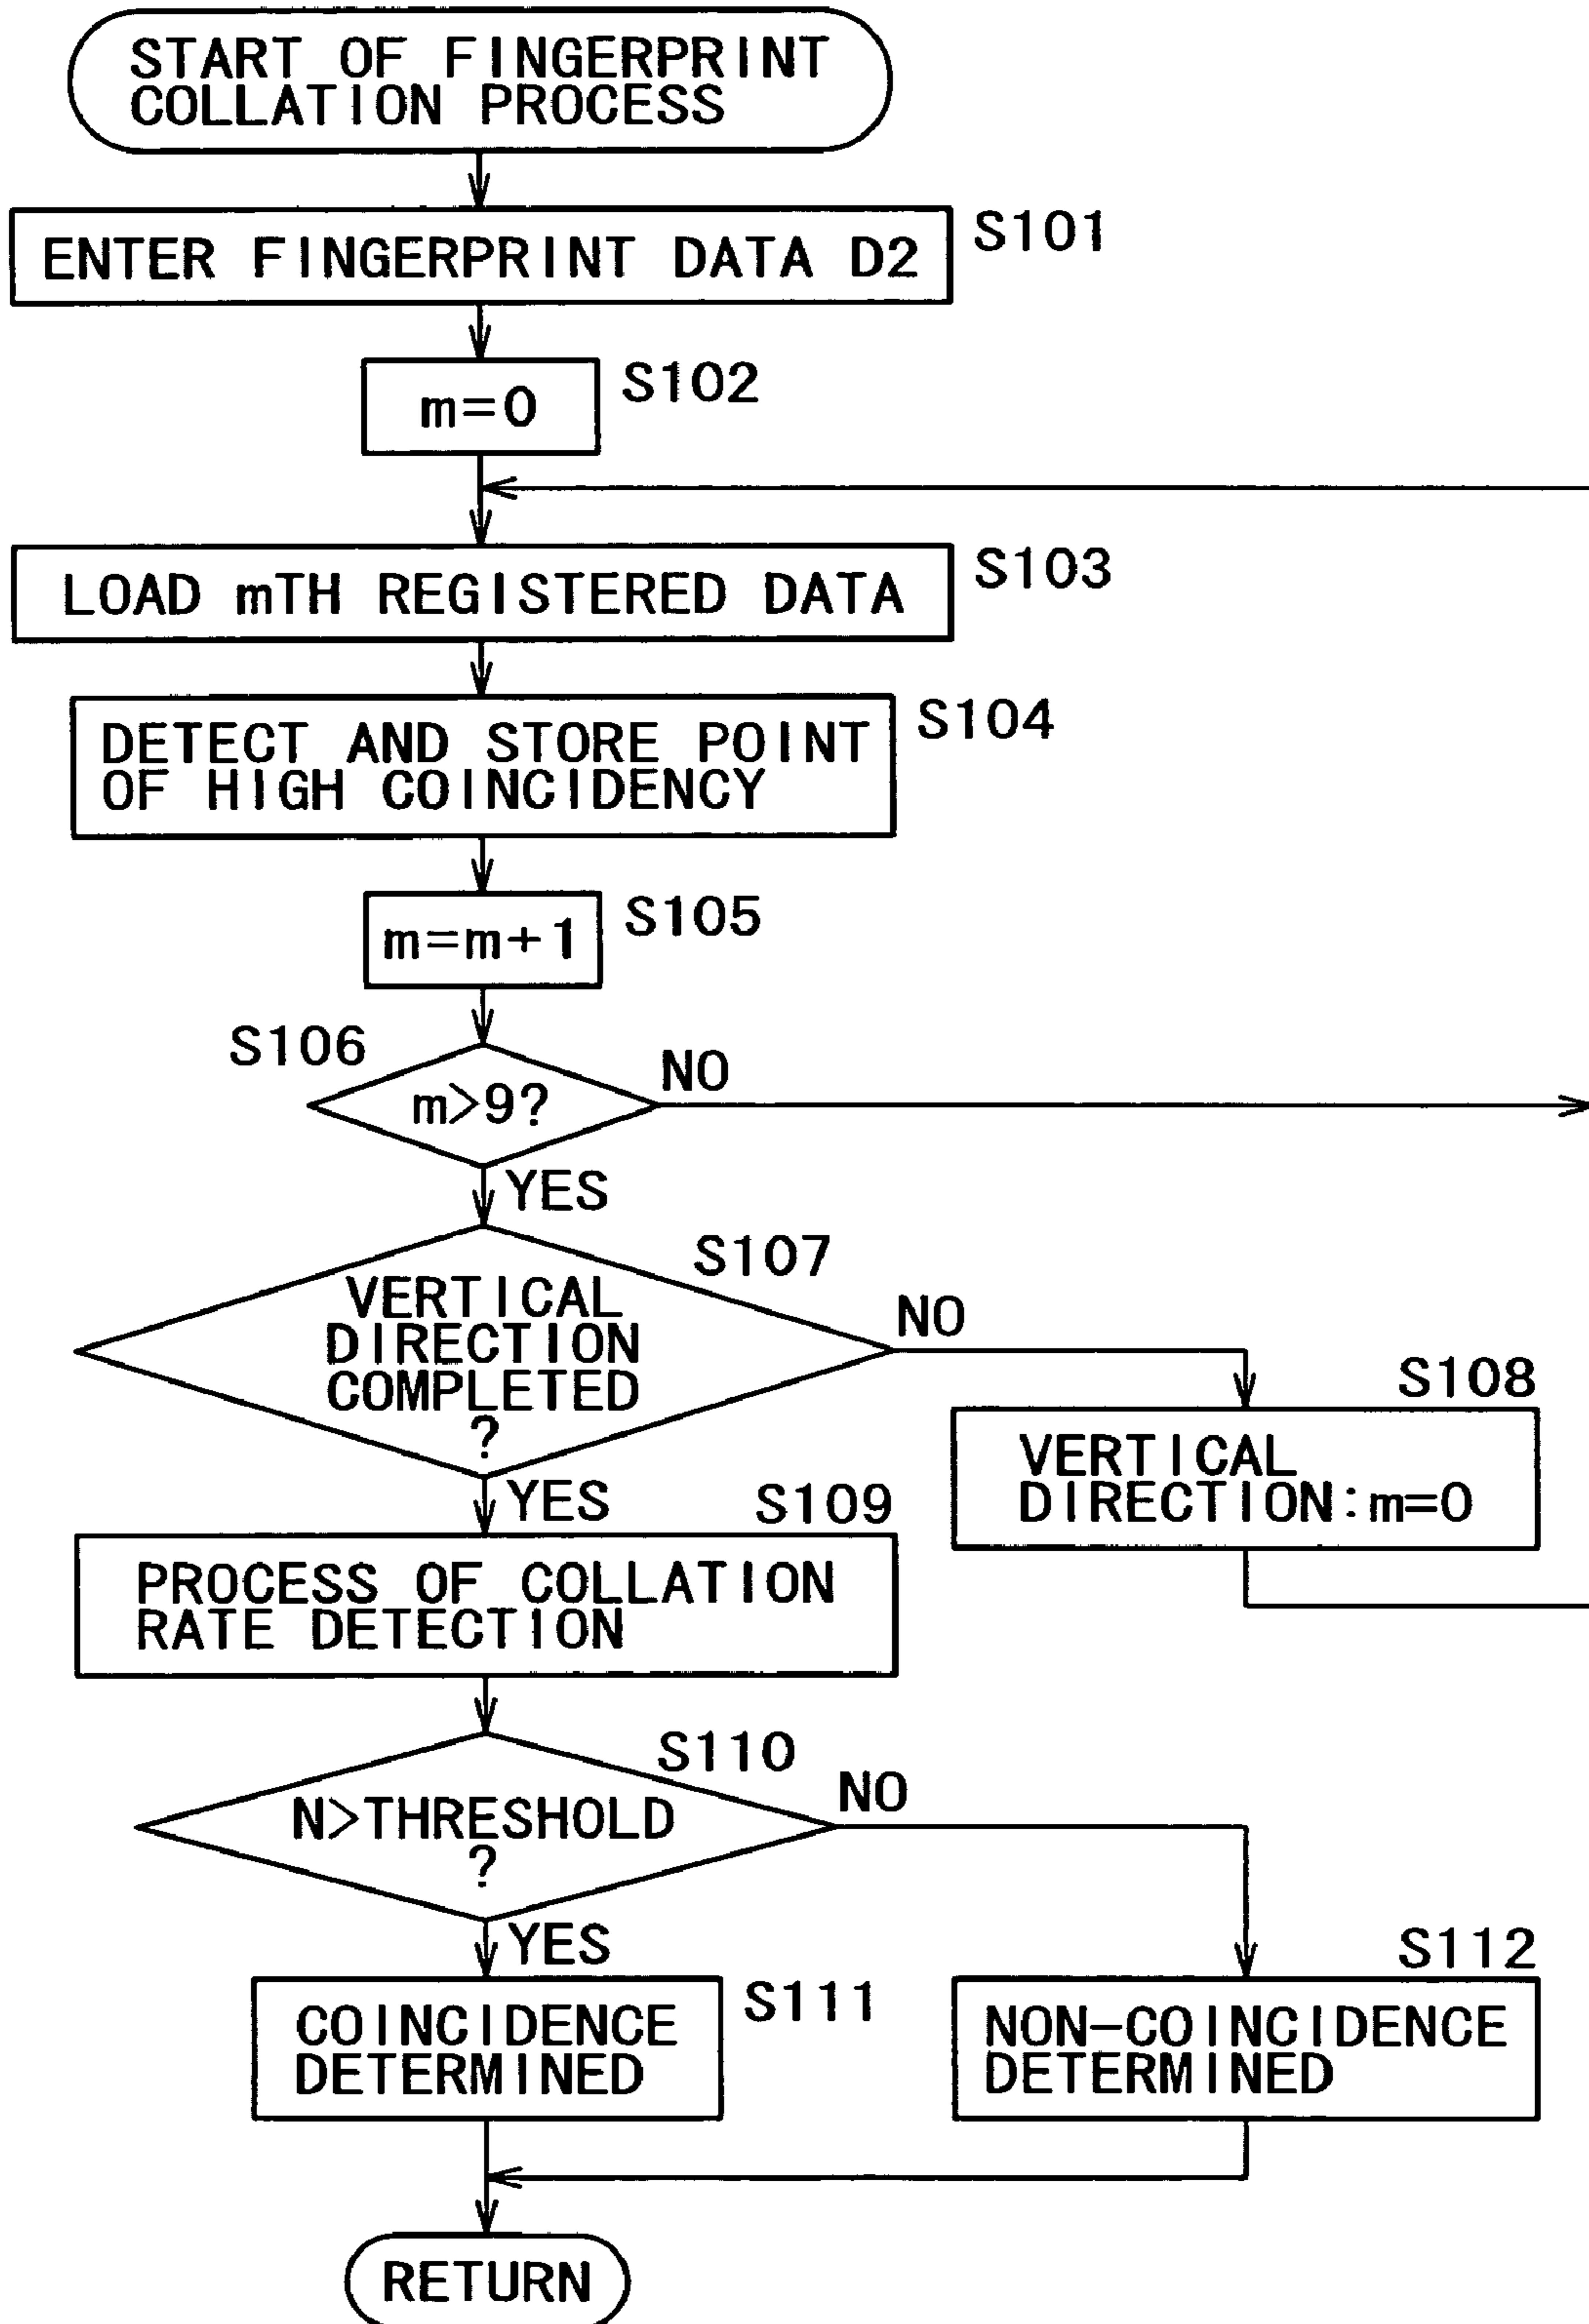 START OF FINGERPRINT
COLLATION PROCESS
ENTER FINGERPRINT DATA D2
S101
m=0
S102
LOAD mTH REGISTERED DATA
S103
DETECT AND STORE POINT
OF HIGH COINCIDENCY
S104
m=m+1
S105
S106
m>9?
NO
YES
S107
VERTICAL
DIRECTION
COMPLETED
?
NO
YES
S108
VERTICAL
DIRECTION:m=0
S109
PROCESS OF COLLATION
RATE DETECTION
S110
N>THRESHOLD
?
NO
YES
S111
COINCIDENCE
DETERMINED
S112
NON-COINCIDENCE
DETERMINED
RETURN